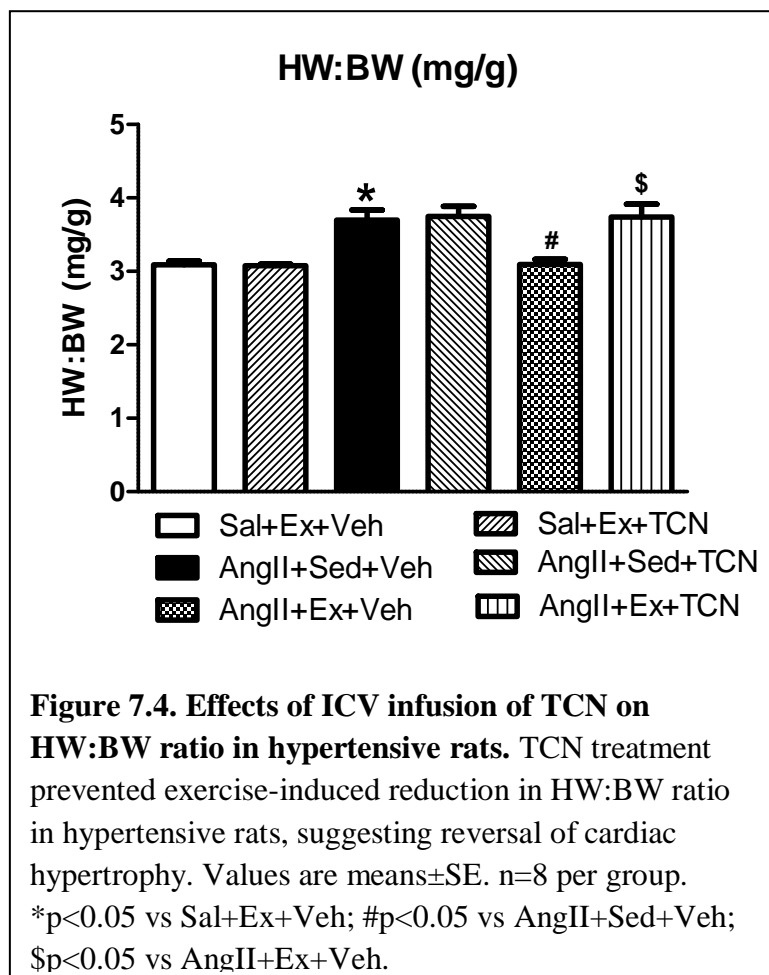 HW:BW (mg/g)
HW:BW (mg/g)
5
4
3
2
1
0
*
#
$
Sal+Ex+Veh
Sal+Ex+TCN
AngII+Sed+Veh
AngII+Sed+TCN
AngII+Ex+Veh
AngII+Ex+TCN
Figure 7.4. Effects of ICV infusion of TCN on
HW:BW ratio in hypertensive rats. TCN treatment
prevented exercise-induced reduction in HW:BW ratio
in hypertensive rats, suggesting reversal of cardiac
hypertrophy. Values are means±SE. n=8 per group.
*p<0.05 vs Sal+Ex+Veh; #p<0.05 vs AngII+Sed+Veh;
$p<0.05 vs AngII+Ex+Veh.